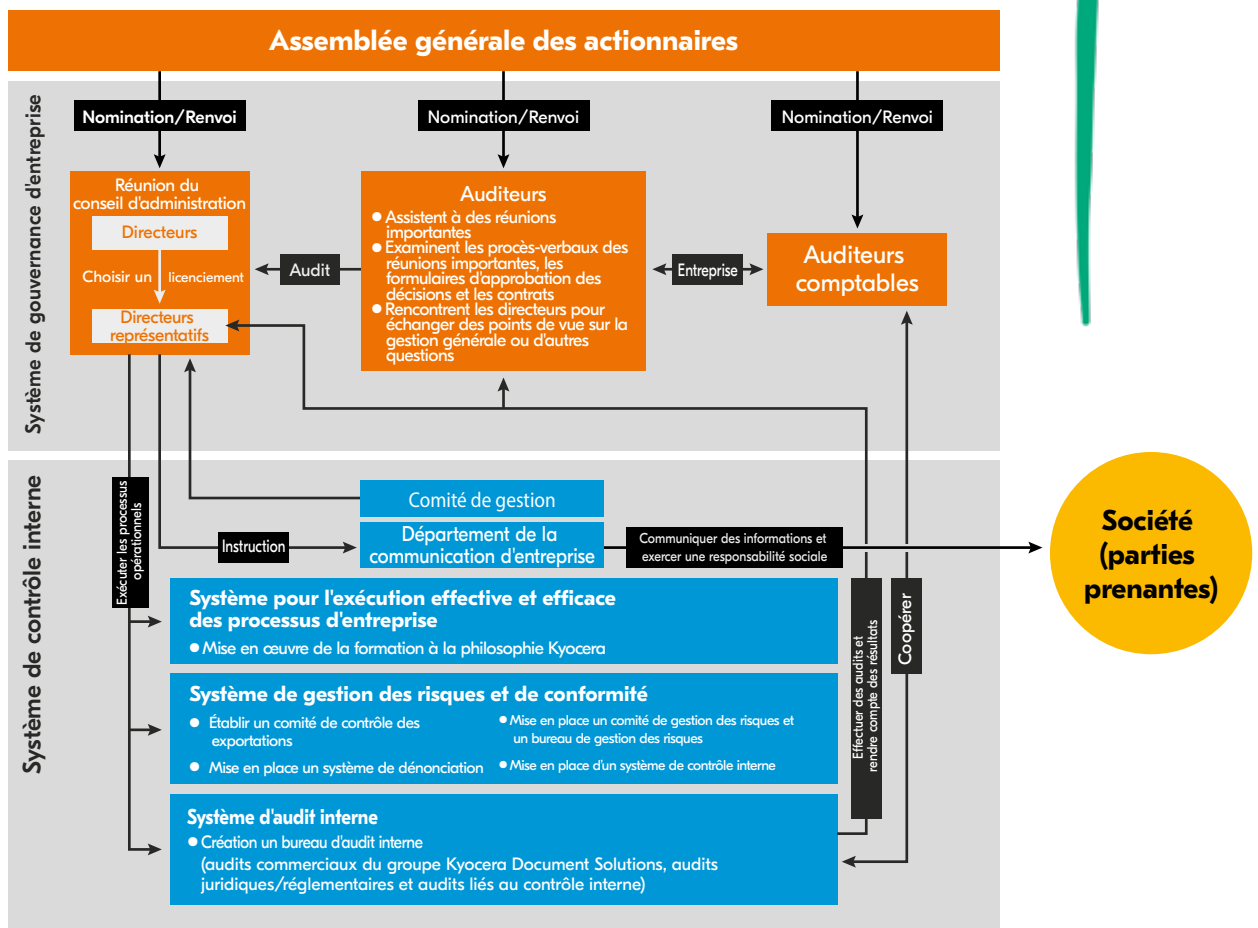 Assemblée générale des actionnaires
Système de gouvernance d'entreprise
Nomination/Renvoi
Nomination/Renvoi
Nomination/Renvoi
Réunion du
conseil d'administration
Directeurs
Choisir un
licenciement
Directeurs
représentatifs
Audit
Auditeurs
● Assistent à des réunions
importantes
● Examinent les procès-verbaux des
réunions importantes, les
formulaires d'approbation des
décisions et les contrats
● Rencontrent les directeurs pour
échanger des points de vue sur la
gestion générale ou d'autres
questions
Entreprise
Auditeurs
comptables
Système de contrôle interne
Exécuter les processus
opérationnels
Instruction
Comité de gestion
Département de la
communication d'entreprise
Communiquer des informations et
exercer une responsabilité sociale
Société
(parties
prenantes)
Système pour l'exécution effective et efficace
des processus d'entreprise
● Mise en œuvre de la formation à la philosophie Kyocera
Système de gestion des risques et de conformité
● Établir un comité de contrôle des
exportations
● Mise en place un système de dénonciation
● Mise en place un comité de gestion des risques et
un bureau de gestion des risques
● Mise en place d'un système de contrôle interne
Système d'audit interne
● Création un bureau d'audit interne
(audits commerciaux du groupe Kyocera Document Solutions, audits
juridiques/réglementaires et audits liés au contrôle interne)
Effectuer des audits et
rendre compte des résultats
Coopérer